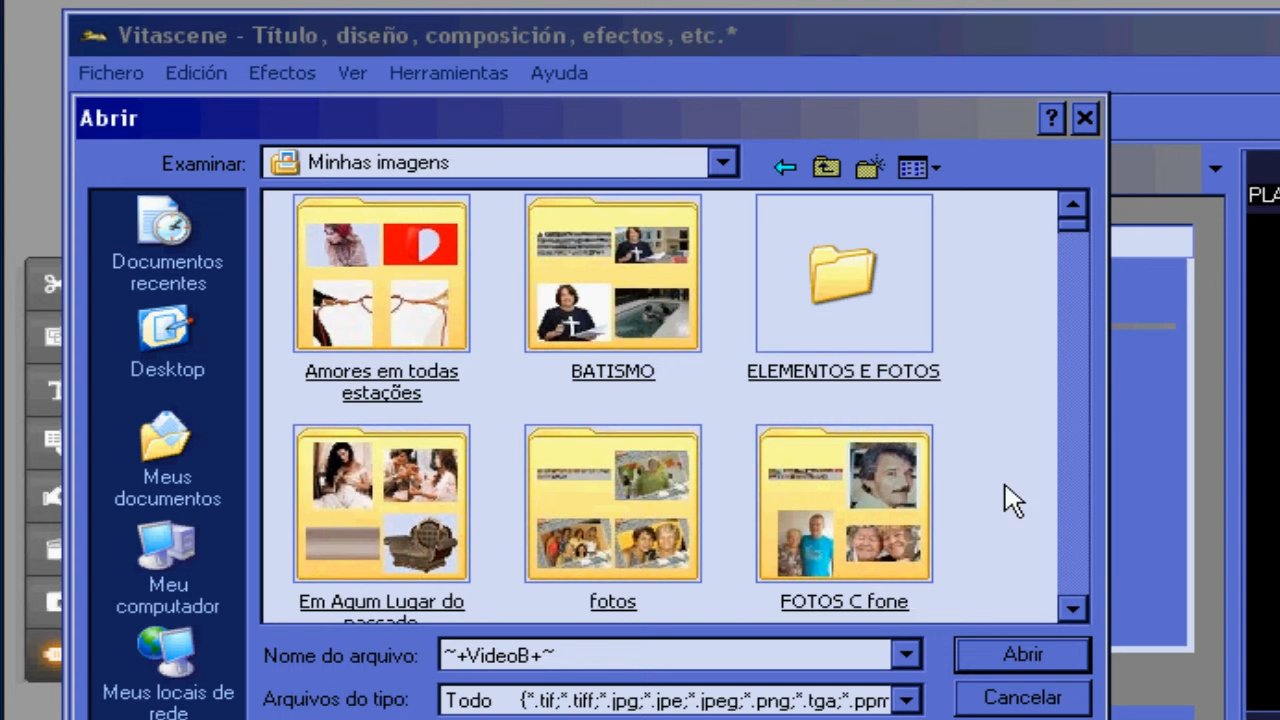 Vitascene - Título, diseño, composición, efectos, etc.*
Fichero Edición Efectos Ver Herramientas Ayuda
Abrir
Examinar: Minhas imagens
PLA
Documentos
recentes
Desktop
Meus
documentos
Meu
computador
Meus locais de
rede
Amores em todas
estações
BATISMO
ELEMENTOS E FOTOS
Em Agum Lugar do
passado
fotos
FOTOS C fone
Nome do arquivo: ~+VideoB+~ Abrir
Arquivos do tipo: Todo {*.tif;*.tiff;*.jpg;*.jpe;*.jpeg;*.png;*.tga;*.ppm Cancelar